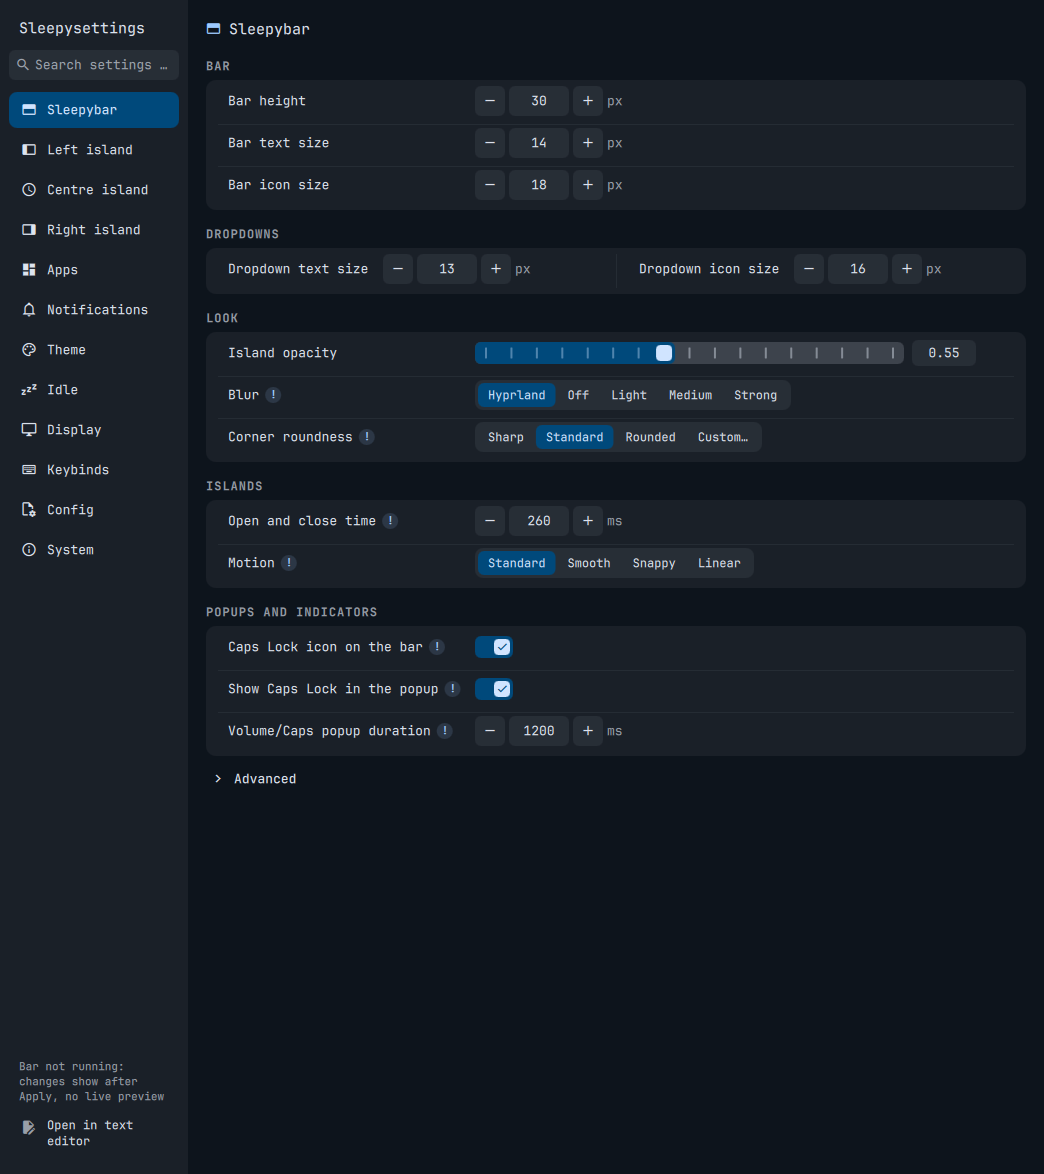 Sleepysettings
Search settings …
Sleepybar
Left island
Centre island
Right island
Apps
Notifications
Theme
Idle
Display
Keybinds
Config
System
Bar not running:
changes show after
Apply, no live preview
Open in text
editor
Sleepybar
BAR
Bar height − 30 + px
Bar text size − 14 + px
Bar icon size − 18 + px
DROPDOWNS
Dropdown text size − 13 + px Dropdown icon size − 16 + px
LOOK
Island opacity 0.55
Blur ! Hyprland Off Light Medium Strong
Corner roundness ! Sharp Standard Rounded Custom…
ISLANDS
Open and close time ! − 260 + ms
Motion ! Standard Smooth Snappy Linear
POPUPS AND INDICATORS
Caps Lock icon on the bar !
Show Caps Lock in the popup !
Volume/Caps popup duration ! − 1200 + ms
Advanced